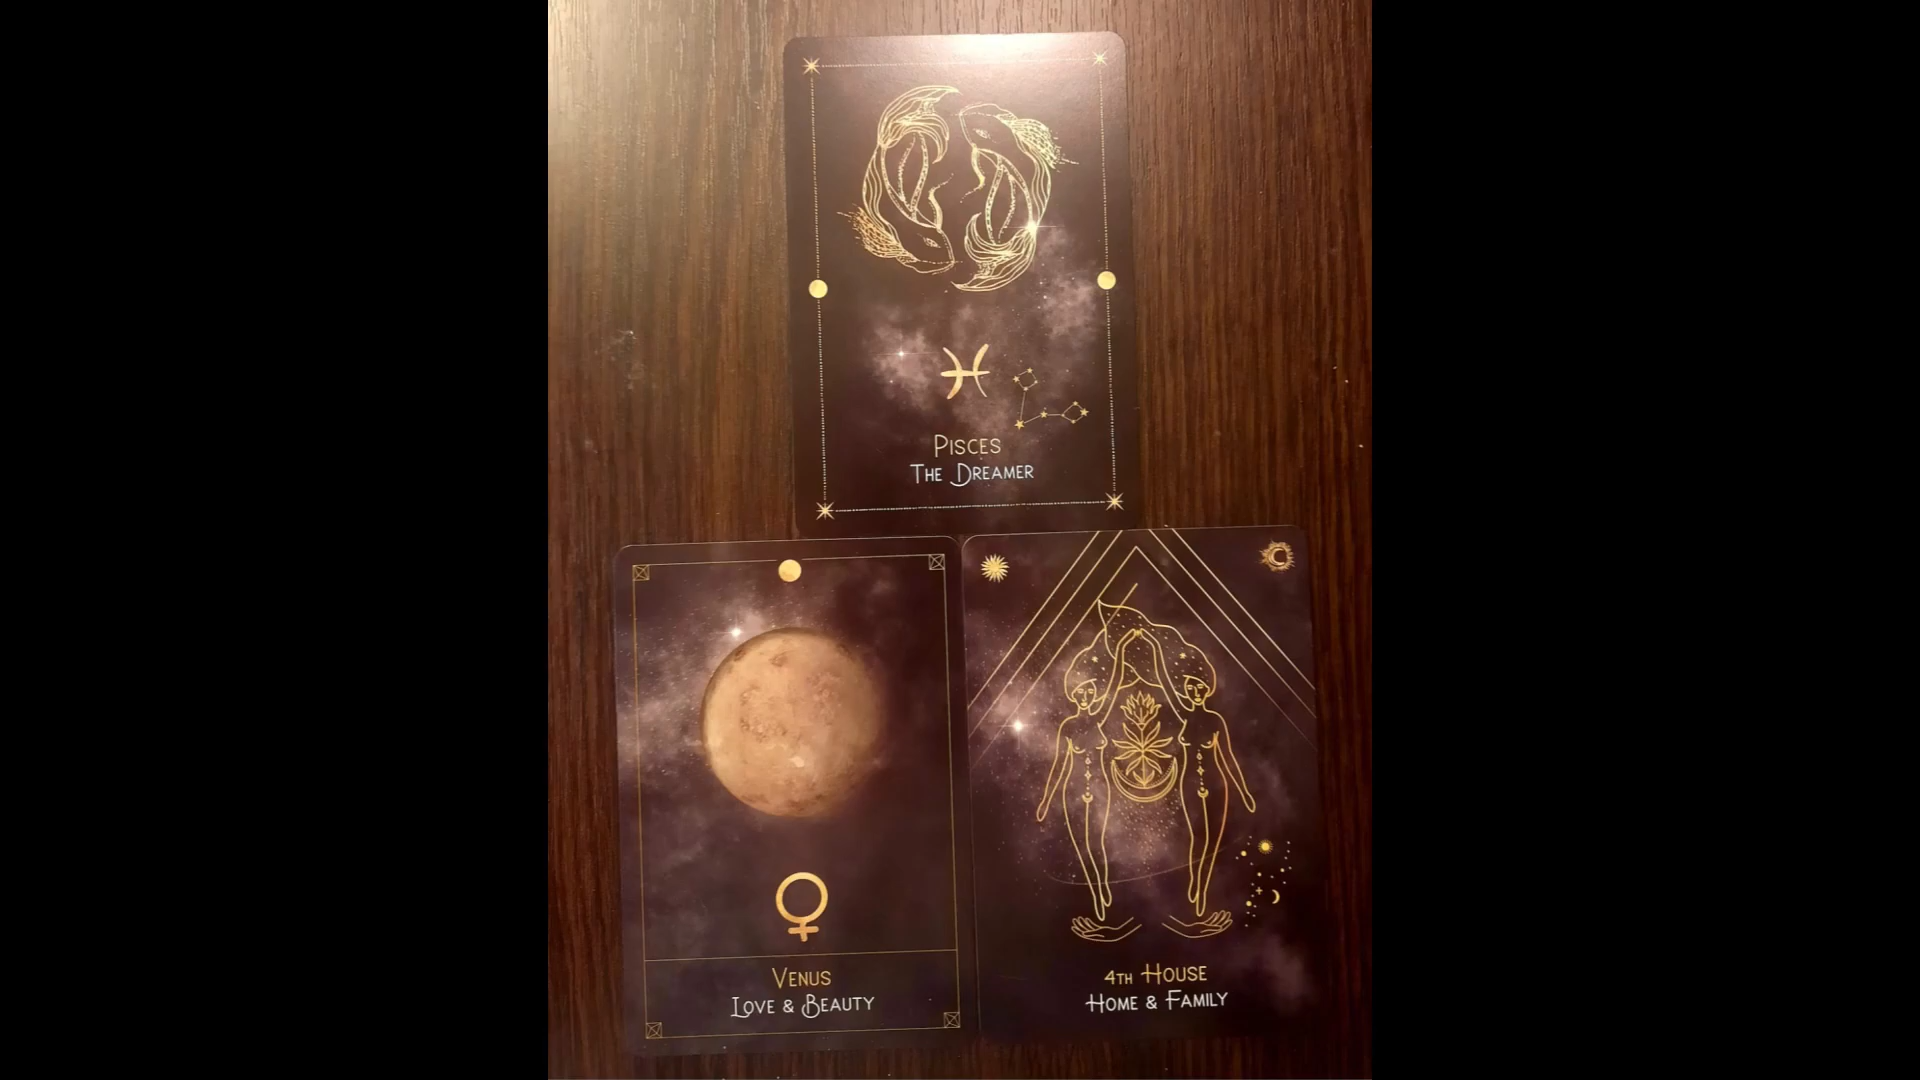 Pisces
The Dreamer
Venus
Love & Beauty
4th House
Home & Family